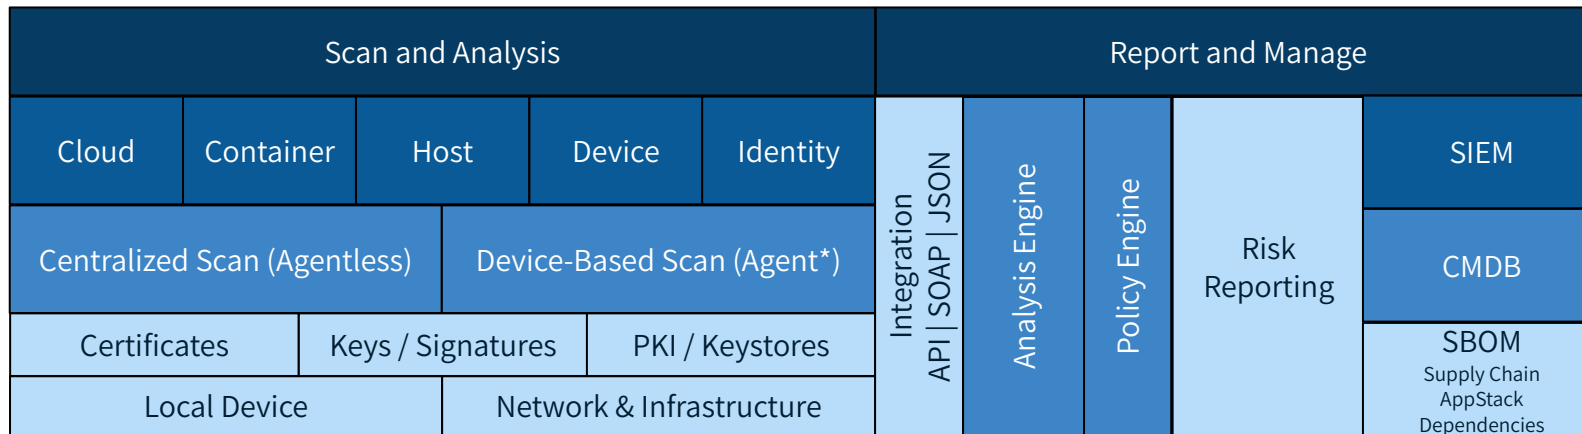 Scan and Analysis
Report and Manage
Cloud
Container
Host
Device
Identity
Centralized Scan (Agentless)
Device-Based Scan (Agent*)
Certificates
Keys / Signatures
PKI / Keystores
Local Device
Network & Infrastructure
Integration
API | SOAP | JSON
Analysis Engine
Policy Engine
Risk
Reporting
SIEM
CMDB
SBOM
Supply Chain
AppStack
Dependencies